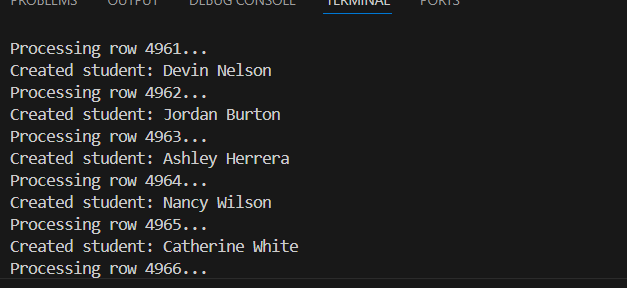 PROBLEMS OUTPUT DEBUG CONSOLE TERMINAL PORTS
Processing row 4961...
Created student: Devin Nelson
Processing row 4962...
Created student: Jordan Burton
Processing row 4963...
Created student: Ashley Herrera
Processing row 4964...
Created student: Nancy Wilson
Processing row 4965...
Created student: Catherine White
Processing row 4966...